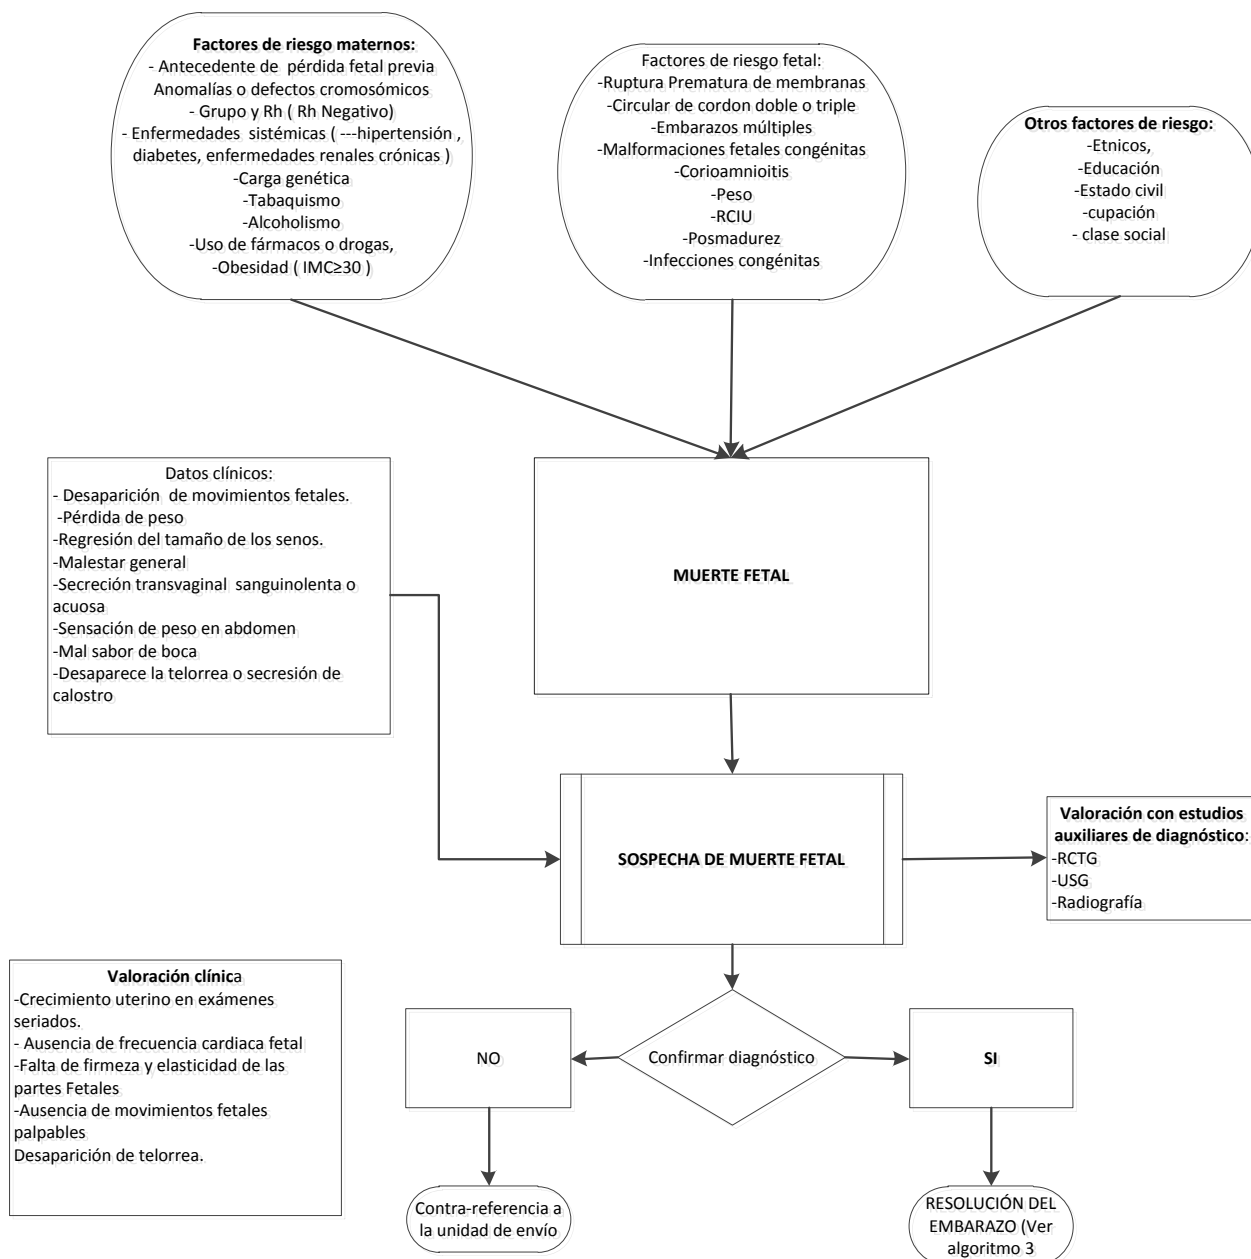 Factores de riesgo maternos:
- Antecedente de pérdida fetal previa
Anomalías o defectos cromosómicos
- Grupo y Rh ( Rh Negativo)
- Enfermedades sistémicas ( ---hipertensión ,
diabetes, enfermedades renales crónicas )
-Carga genética
-Tabaquismo
-Alcoholismo
-Uso de fármacos o drogas,
-Obesidad ( IMC≥30 )
Factores de riesgo fetal:
-Ruptura Prematura de membranas
-Circular de cordon doble o triple
-Embarazos múltiples
-Malformaciones fetales congénitas
-Corioamnioitis
-Peso
-RCIU
-Posmadurez
-Infecciones congénitas
Otros factores de riesgo:
-Etnicos,
-Educación
-Estado civil
-cupación
- clase social
Datos clínicos:
- Desaparición de movimientos fetales.
-Pérdida de peso
-Regresión del tamaño de los senos.
-Malestar general
-Secreción transvaginal sanguinolenta o
acuosa
-Sensación de peso en abdomen
-Mal sabor de boca
-Desaparece la telorrea o secresión de
calostro
MUERTE FETAL
SOSPECHA DE MUERTE FETAL
Valoración con estudios
auxiliares de diagnóstico:
-RCTG
-USG
-Radiografía
Valoración clínica
-Crecimiento uterino en exámenes
seriados.
- Ausencia de frecuencia cardiaca fetal
-Falta de firmeza y elasticidad de las
partes Fetales
-Ausencia de movimientos fetales
palpables
Desaparición de telorrea.
NO
Confirmar diagnóstico
SI
Contra-referencia a
la unidad de envío
RESOLUCIÓN DEL
EMBARAZO (Ver
algoritmo 3